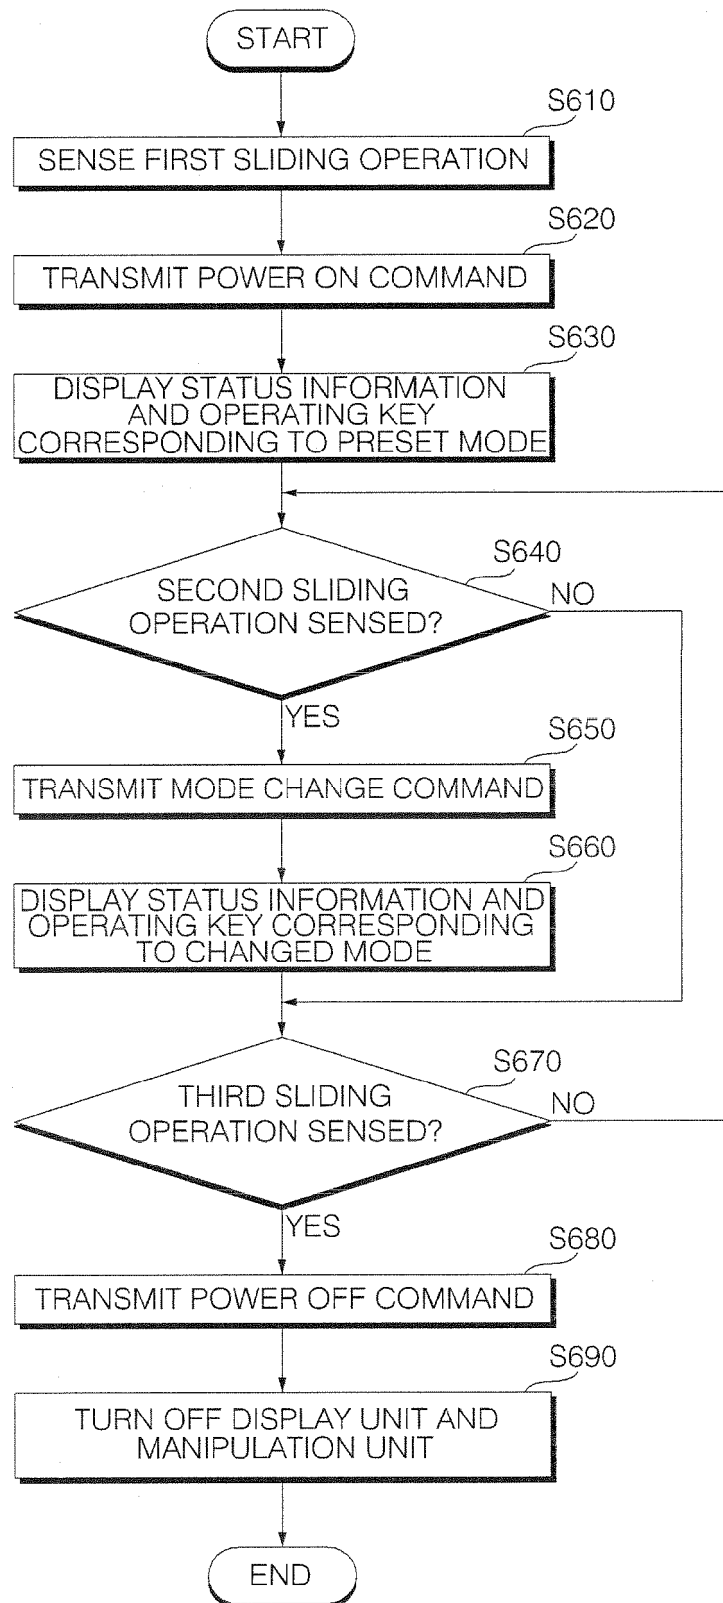 START
S610
SENSE FIRST SLIDING OPERATION
S620
TRANSMIT POWER ON COMMAND
S630
DISPLAY STATUS INFORMATION
AND OPERATING KEY
CORRESPONDING TO PRESET MODE
S640
SECOND SLIDING
OPERATION SENSED?
NO
YES
S650
TRANSMIT MODE CHANGE COMMAND
S660
DISPLAY STATUS INFORMATION AND
OPERATING KEY CORRESPONDING
TO CHANGED MODE
S670
THIRD SLIDING
OPERATION SENSED?
NO
YES
S680
TRANSMIT POWER OFF COMMAND
S690
TURN OFF DISPLAY UNIT AND
MANIPULATION UNIT
END